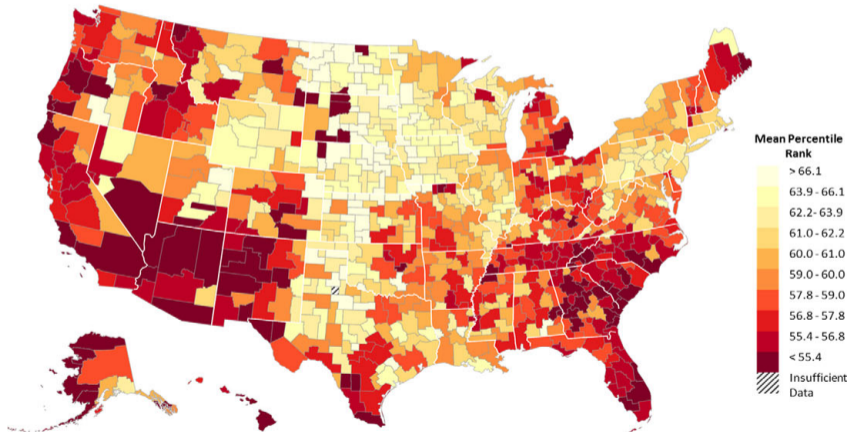 Mean Percentile
Rank
> 66.1
63.9 - 66.1
62.2 - 63.9
61.0 - 62.2
60.0 - 61.0
59.0 - 60.0
57.8 - 59.0
56.8 - 57.8
55.4 - 56.8
< 55.4
Insufficient
Data